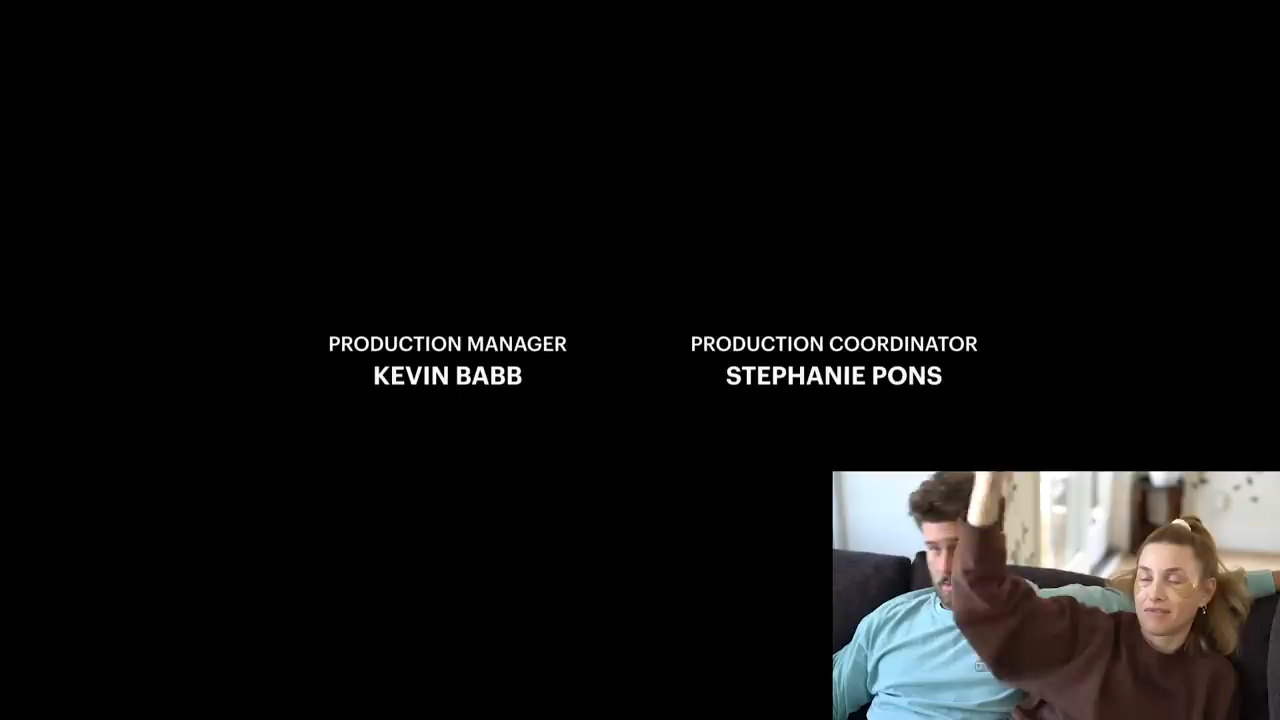 PRODUCTION MANAGER
KEVIN BABB
PRODUCTION COORDINATOR
STEPHANIE PONS